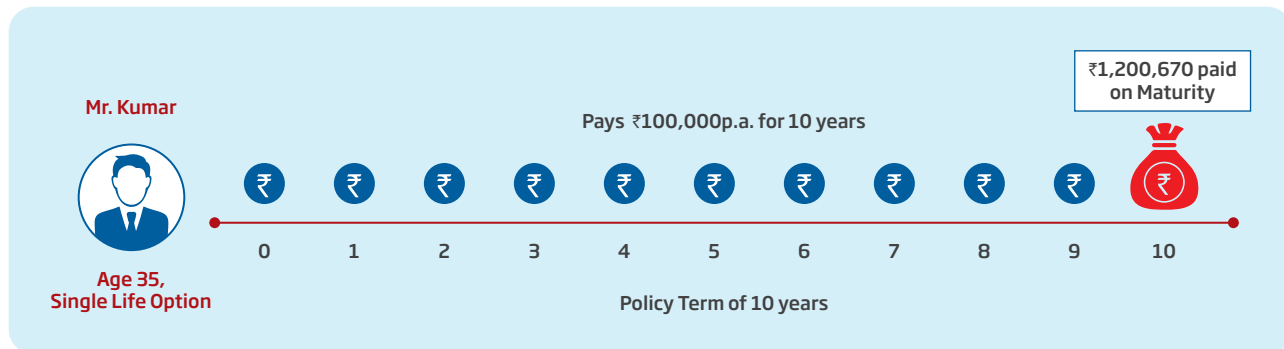 ₹1,200,670 paid
on Maturity
Mr. Kumar
Pays ₹100,000p.a. for 10 years
₹ ₹ ₹ ₹ ₹ ₹ ₹ ₹ ₹ ₹ ₹
0 1 2 3 4 5 6 7 8 9 10
Age 35,
Single Life Option
Policy Term of 10 years